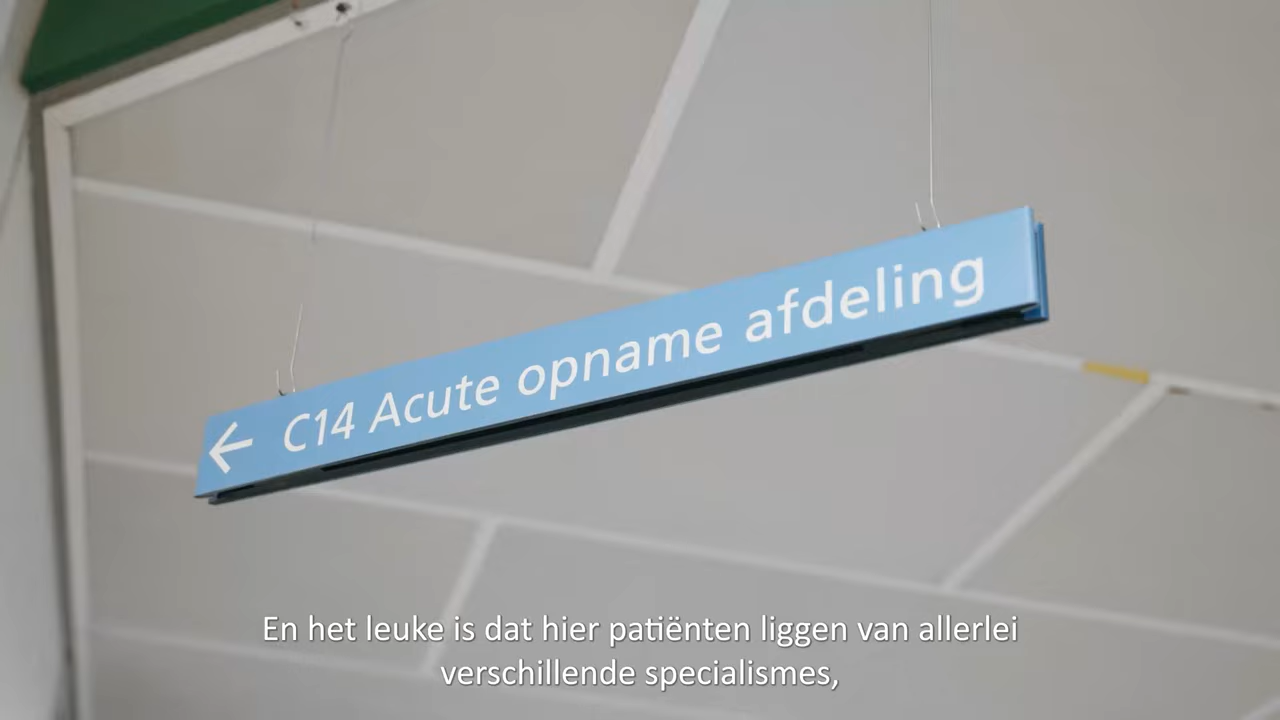 ← C14 Acute opname afdeling
En het leuke is dat hier patiënten liggen van allerlei
verschillende specialismes,